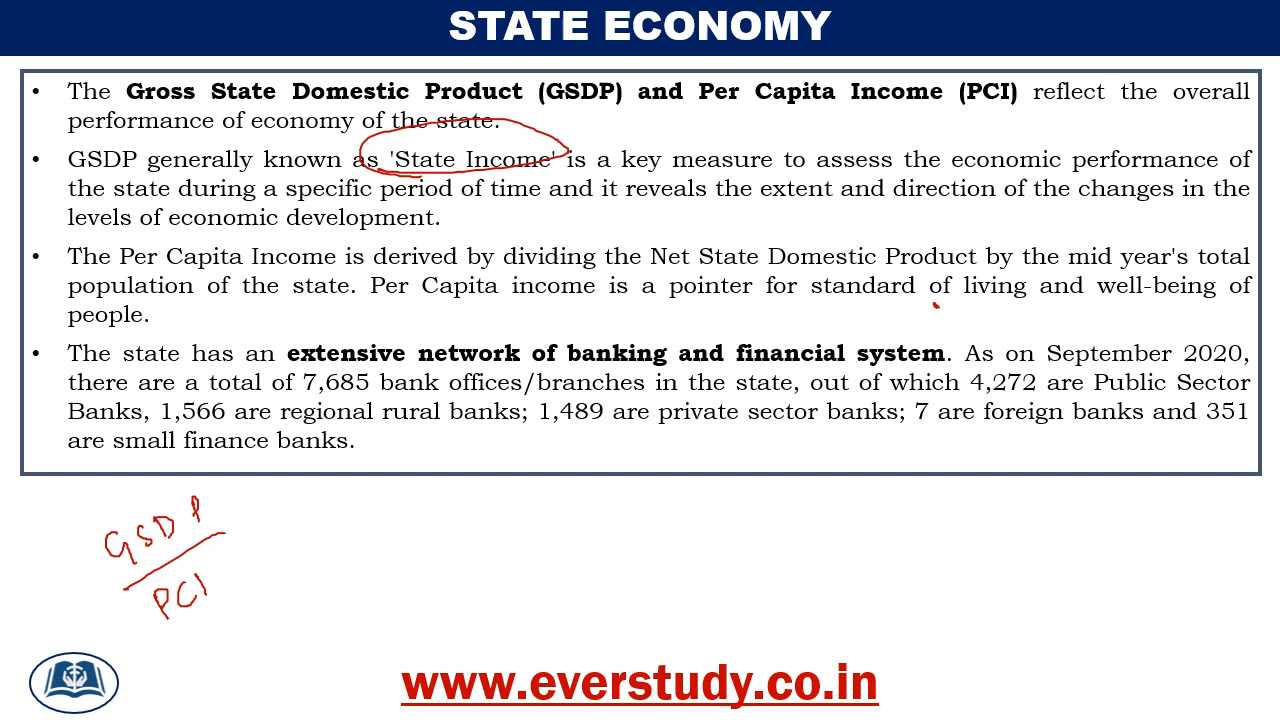 STATE ECONOMY
• The Gross State Domestic Product (GSDP) and Per Capita Income (PCI) reflect the overall
performance of economy of the state.
• GSDP generally known as 'State Income' is a key measure to assess the economic performance of
the state during a specific period of time and it reveals the extent and direction of the changes in the
levels of economic development.
• The Per Capita Income is derived by dividing the Net State Domestic Product by the mid year's total
population of the state. Per Capita income is a pointer for standard of living and well-being of
people.
• The state has an extensive network of banking and financial system. As on September 2020,
there are a total of 7,685 bank offices/branches in the state, out of which 4,272 are Public Sector
Banks, 1,566 are regional rural banks; 1,489 are private sector banks; 7 are foreign banks and 351
are small finance banks.
GSDP
PCI
www.everstudy.co.in